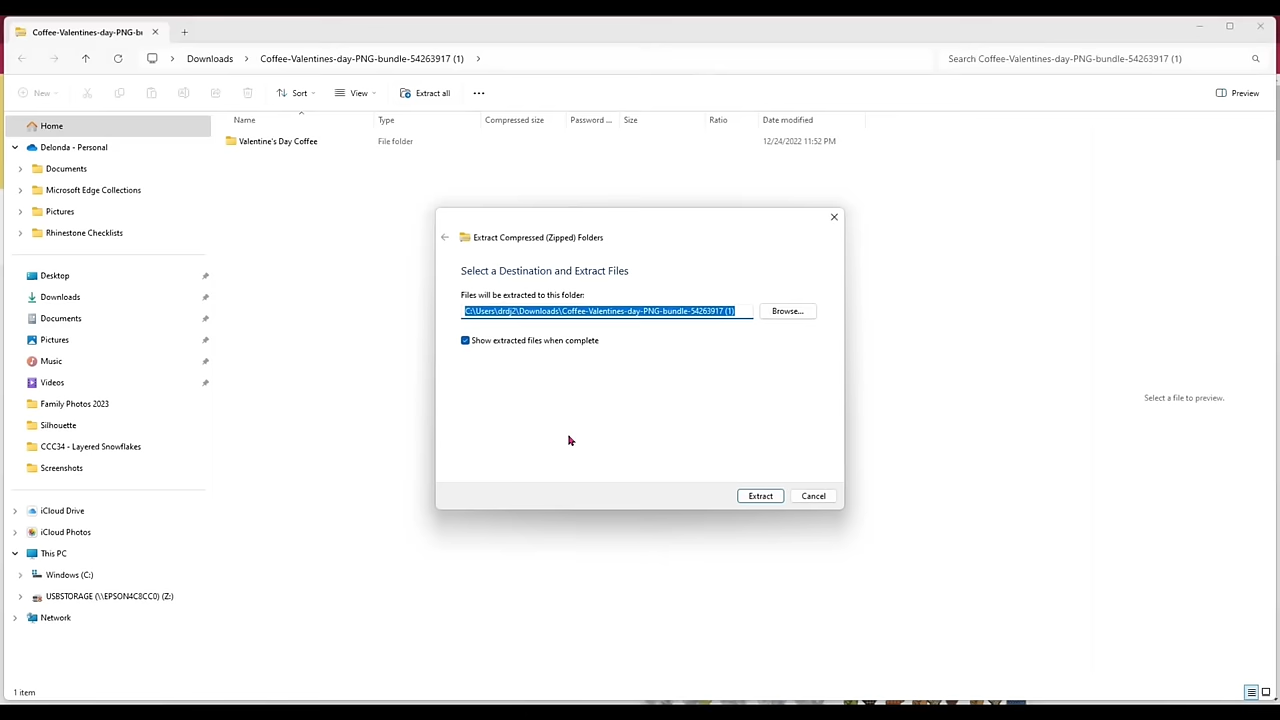 Coffee-Valentines-day-PNG-b
Downloads > Coffee-Valentines-day-PNG-bundle-54263917 (1) >
Search Coffee-Valentines-day-PNG-bundle-54263917 (1)
New
Sort
View
Extract all
Preview
Name Type Compressed size Password ... Size Ratio Date modified
Valentine's Day Coffee File folder 12/24/2022 11:52 PM
Home
Delonda - Personal
Documents
Microsoft Edge Collections
Pictures
Rhinestone Checklists
Desktop
Downloads
Documents
Pictures
Music
Videos
Family Photos 2023
Silhouette
CCC34 - Layered Snowflakes
Screenshots
iCloud Drive
iCloud Photos
This PC
Windows (C:)
USBSTORAGE (\\EPSON4C8CC0) (Z:)
Network
Extract Compressed (Zipped) Folders
Select a Destination and Extract Files
Files will be extracted to this folder:
C:\Users\drdj2\Downloads\Coffee-Valentines-day-PNG-bundle-54263917 (1)
Browse...
Show extracted files when complete
Extract
Cancel
Select a file to preview.
1 item